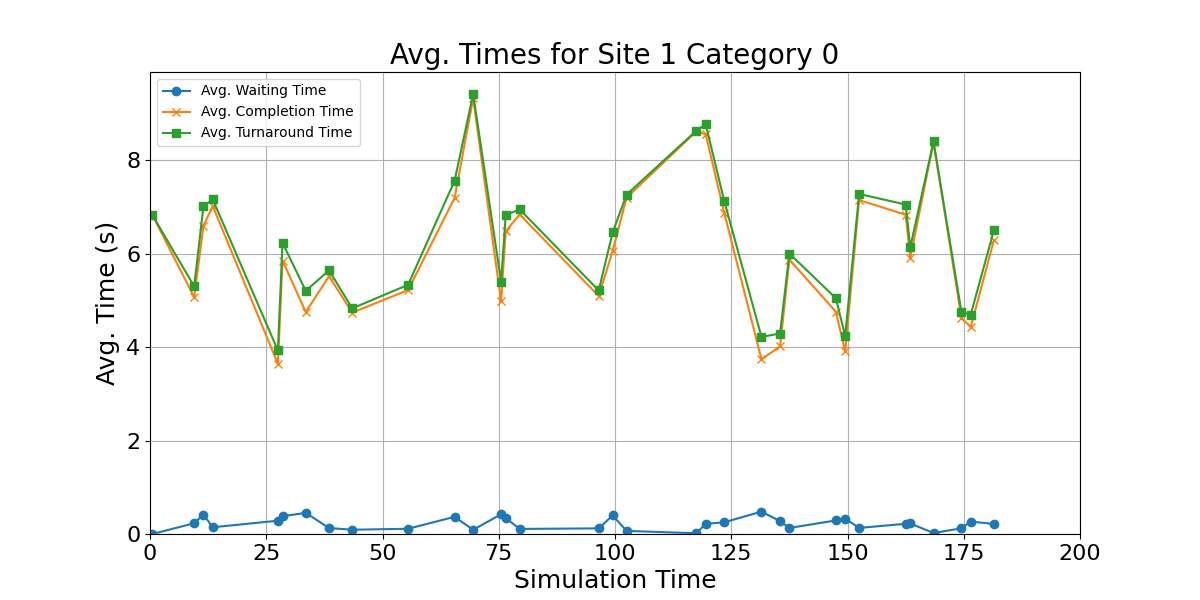 Avg. Times for Site 1 Category 0
Avg. Waiting Time
Avg. Completion Time
Avg. Turnaround Time
Avg. Time (s)
8
6
4
2
0
0 25 50 75 100 125 150 175 200
Simulation Time